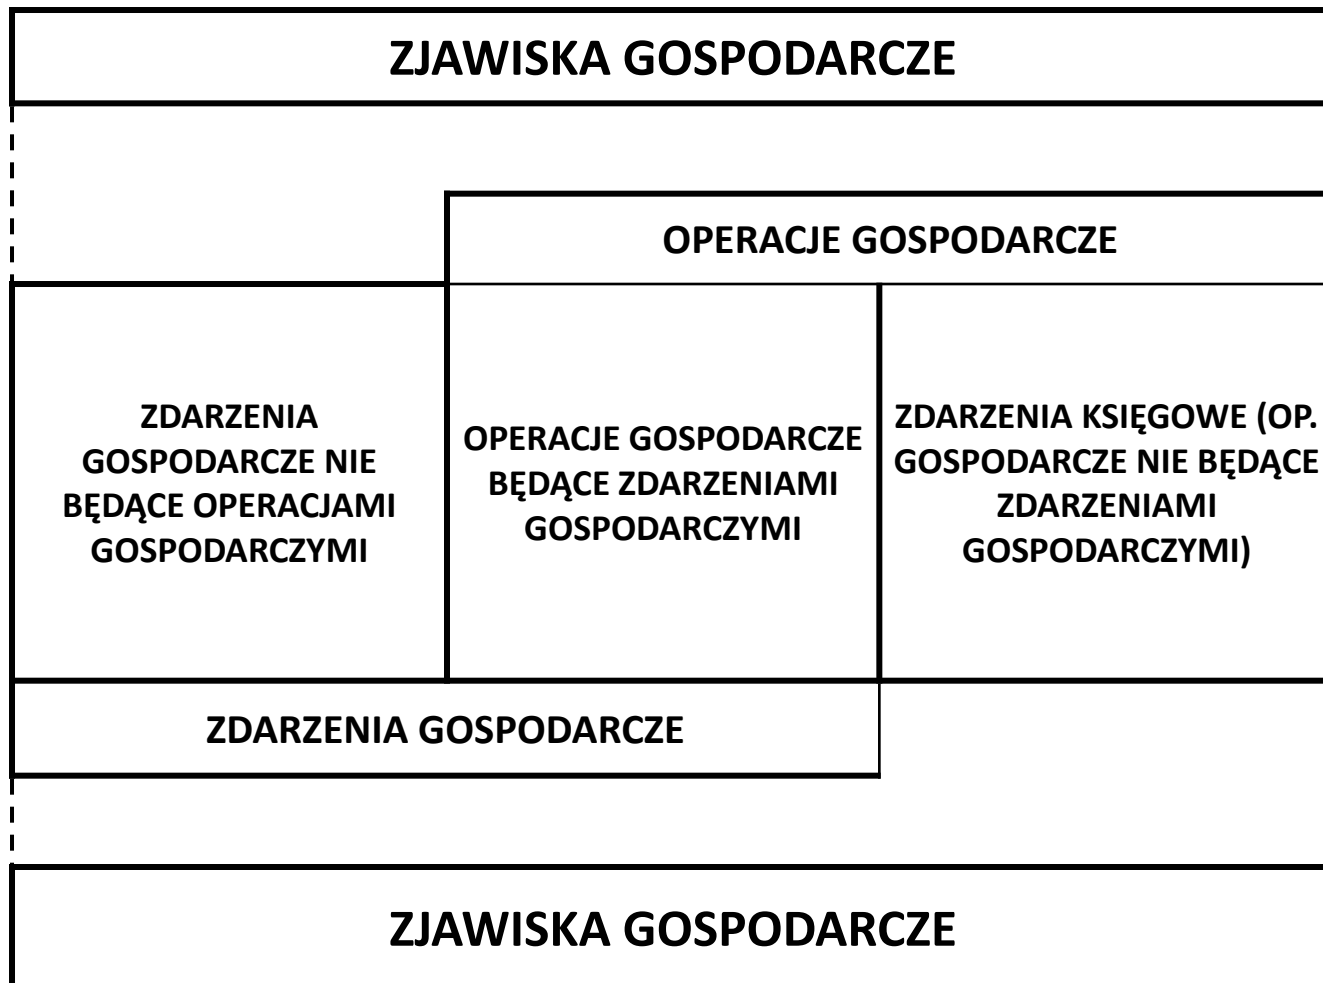 ZJAWISKA GOSPODARCZE
OPERACJE GOSPODARCZE
ZDARZENIA
GOSPODARCZE NIE
BĘDĄCE OPERACJAMI
GOSPODARCZYMI
OPERACJE GOSPODARCZE
BĘDĄCE ZDARZENIAMI
GOSPODARCZYMI
ZDARZENIA KSIĘGOWE (OP.
GOSPODARCZE NIE BĘDĄCE
ZDARZENIAMI
GOSPODARCZYMI)
ZDARZENIA GOSPODARCZE
ZJAWISKA GOSPODARCZE